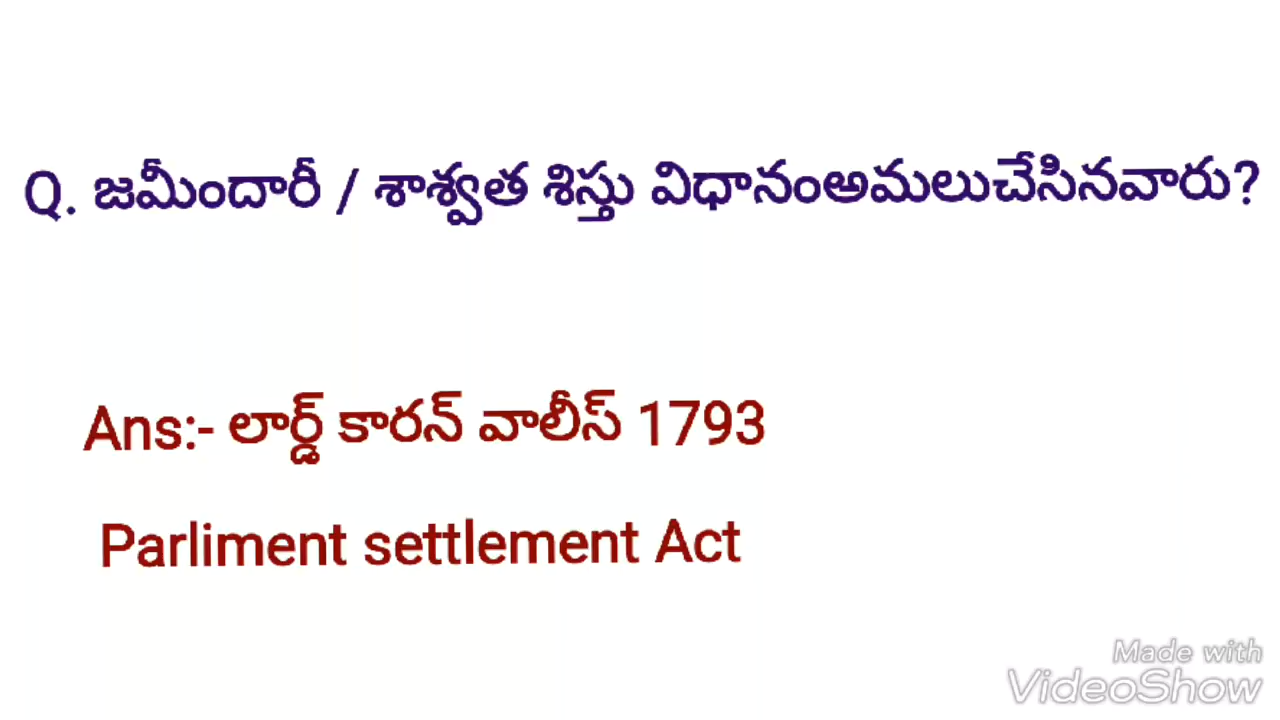 Q. జమీందారీ / శాశ్వత శిస్తు విధానంఅమలుచేసినవారు?
Ans:- లార్డ్ కారన్ వాలీస్ 1793
Parliment settlement Act
Made with
VideoShow